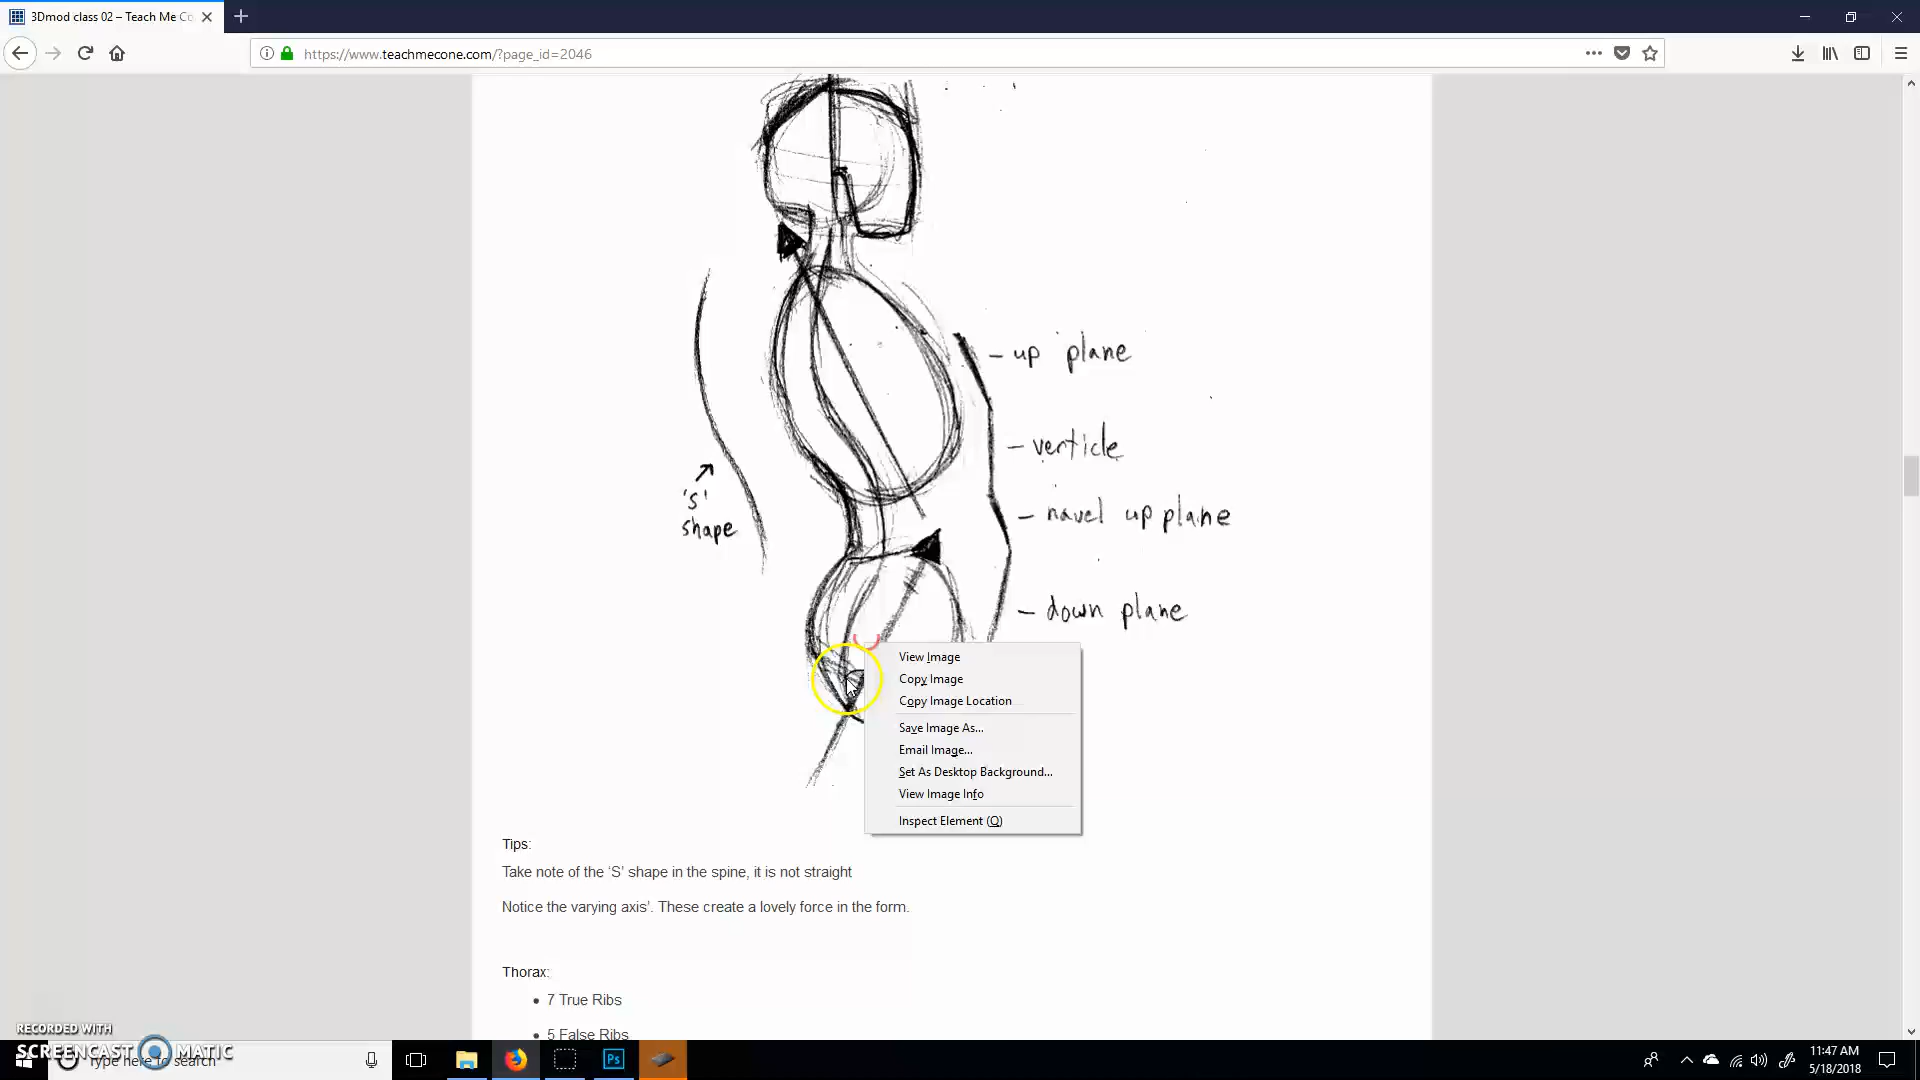 3Dmod class 02 – Teach Me Co
https://www.teachmecone.com/?page_id=2046
– up plane
– verticle
'S'
shape
– navel up plane
– down plane
View Image
Copy Image
Copy Image Location
Save Image As...
Email Image...
Set As Desktop Background...
View Image Info
Inspect Element (Q)
Tips:
Take note of the ‘S’ shape in the spine, it is not straight
Notice the varying axis’. These create a lovely force in the form.
Thorax:
• 7 True Ribs
• 5 False Ribs
RECORDED WITH
SCREENCAST MATIC
Type here to search
Ps
11:47 AM
5/18/2018